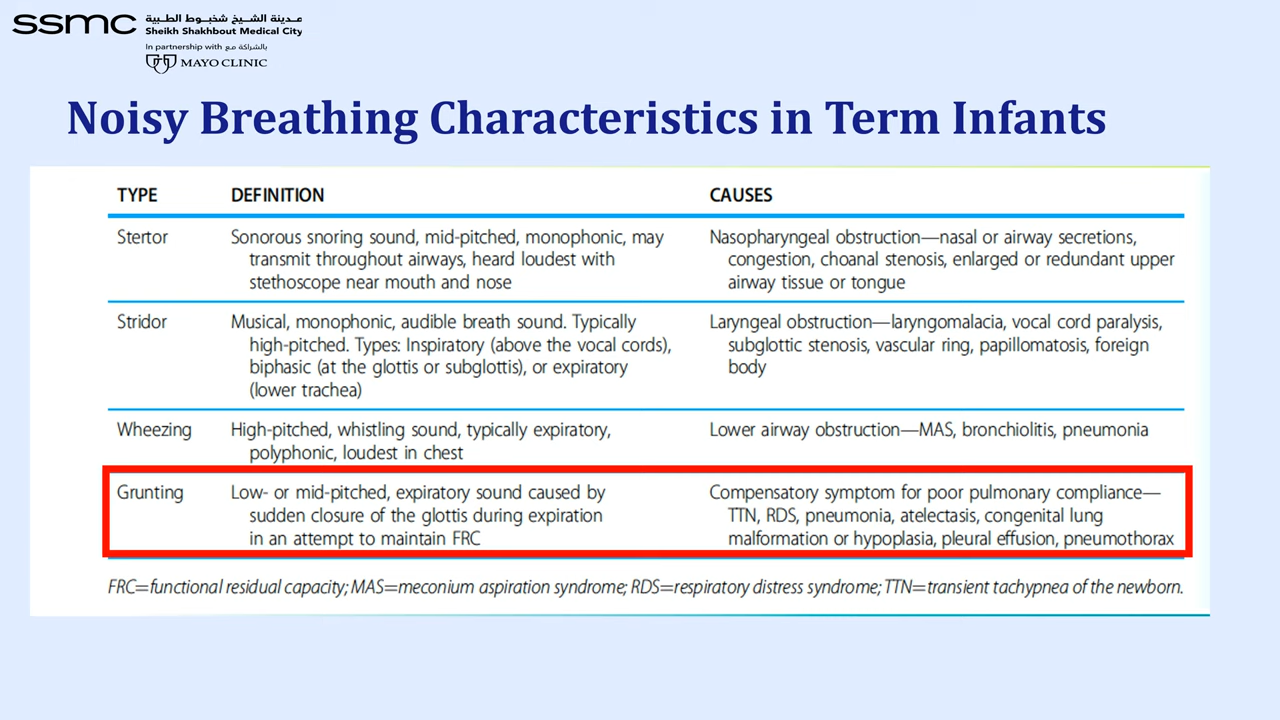 ssmc
مدينة الشيخ شخبوط الطبية
Sheikh Shakhbout Medical City
In partnership with بالشراكة مع
MAYO CLINIC
Noisy Breathing Characteristics in Term Infants
TYPE DEFINITION CAUSES
Stertor Sonorous snoring sound, mid-pitched, monophonic, may Nasopharyngeal obstruction—nasal or airway secretions,
transmit throughout airways, heard loudest with congestion, choanal stenosis, enlarged or redundant upper
stethoscope near mouth and nose airway tissue or tongue
Stridor Musical, monophonic, audible breath sound. Typically Laryngeal obstruction—laryngomalacia, vocal cord paralysis,
high-pitched. Types: Inspiratory (above the vocal cords), subglottic stenosis, vascular ring, papillomatosis, foreign
biphasic (at the glottis or subglottis), or expiratory body
(lower trachea)
Wheezing High-pitched, whistling sound, typically expiratory, Lower airway obstruction—MAS, bronchiolitis, pneumonia
polyphonic, loudest in chest
Grunting Low- or mid-pitched, expiratory sound caused by Compensatory symptom for poor pulmonary compliance—
sudden closure of the glottis during expiration TTN, RDS, pneumonia, atelectasis, congenital lung
in an attempt to maintain FRC malformation or hypoplasia, pleural effusion, pneumothorax
FRC=functional residual capacity; MAS=meconium aspiration syndrome; RDS=respiratory distress syndrome; TTN=transient tachypnea of the newborn.